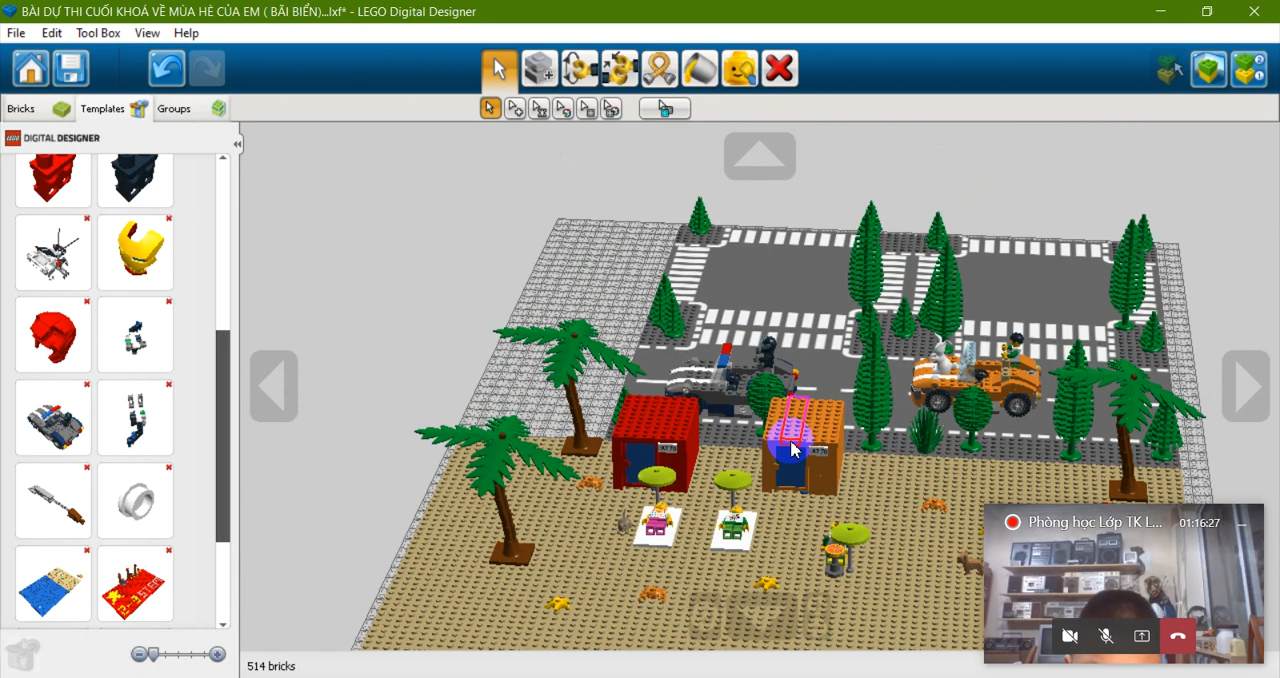 BÀI DỰ THI CUỐI KHOÁ VỀ MÙA HÈ CỦA EM ( BÃI BIỂN)...lxf* - LEGO Digital Designer
File Edit Tool Box View Help
Bricks Templates Groups
LEGO DIGITAL DESIGNER
Phòng học Lớp TK L... 01:16:27
514 bricks